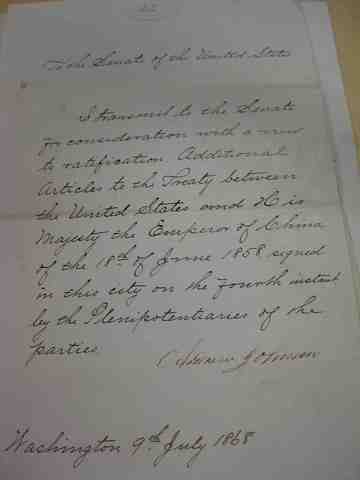 To the Senate of the United States
I transmit to the Senate
for consideration with a view
to ratification Additional
Articles to the Treaty between
the United States and His
Majesty the Emperor of China
of the 18th of June 1858 signed
in this city on the fourth instant
by the Plenipotentiaries of the
parties.
Andrew Johnson
Washington 9th July 1868